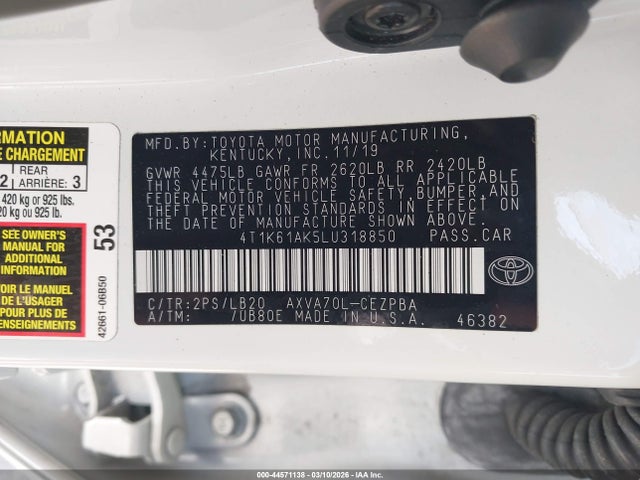 RMATION
E CHARGEMENT
2 REAR ARRIÈRE: 3
420 kg or 925 lbs.
20 kg ou 925 lb.
SEE OWNER'S
MANUAL FOR
ADDITIONAL
INFORMATION
VOIR LE MANUEL
DE L'USAGER
POUR PLUS DE
RENSEIGNEMENTS
53
42661-06B50
MFD.BY:TOYOTA MOTOR MANUFACTURING,
KENTUCKY, INC.11/19
GVWR 4475LB GAWR FR 2620LB RR 2420LB
THIS VEHICLE CONFORMS TO ALL APPLICABLE
FEDERAL MOTOR VEHICLE SAFETY, BUMPER AND
THEFT PREVENTION STANDARDS IN EFFECT ON
THE DATE OF MANUFACTURE SHOWN ABOVE.
4T1K61AK5LU318850 PASS.CAR
C/TR:2PS/LB20 AXVA70L-CEZPBA
A/TM: /UB80E MADE IN U.S.A. 46382
000-44571138 - 03/10/2026 - IAA Inc.